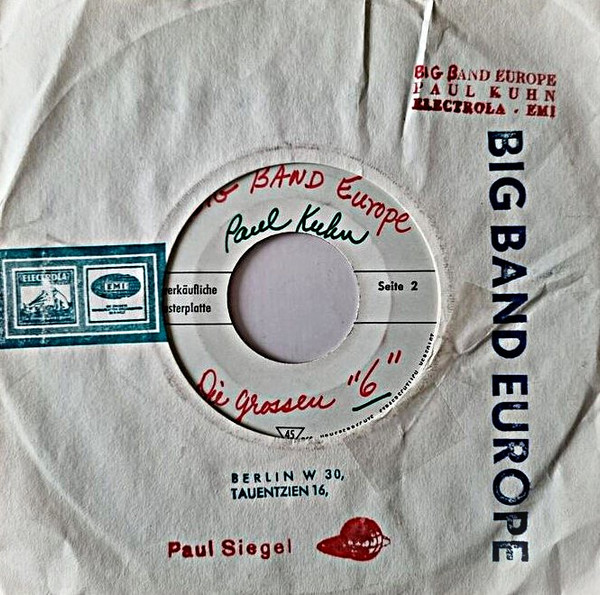 BIG BAND EUROPE
PAUL KUHN
ELECTROLA - EMI
BIG BAND EUROPE
G BAND Europe
Paul Kuhn
erkäufliche
sterplatte
Seite 2
Die grossen "6"
45
ELECTROLA
EMI
BERLIN W 30,
TAUENTZIEN 16,
Paul Siegel